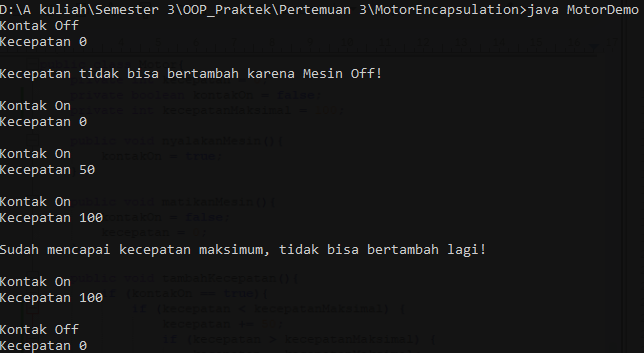 D:\A kuliah\Semester 3\OOP_Praktek\Pertemuan 3\MotorEncapsulation>java MotorDemo
Kontak Off
Kecepatan 0
Kecepatan tidak bisa bertambah karena Mesin Off!
Kontak On
Kecepatan 0
Kontak On
Kecepatan 50
Kontak On
Kecepatan 100
Sudah mencapai kecepatan maksimum, tidak bisa bertambah lagi!
Kontak On
Kecepatan 100
Kontak Off
Kecepatan 0